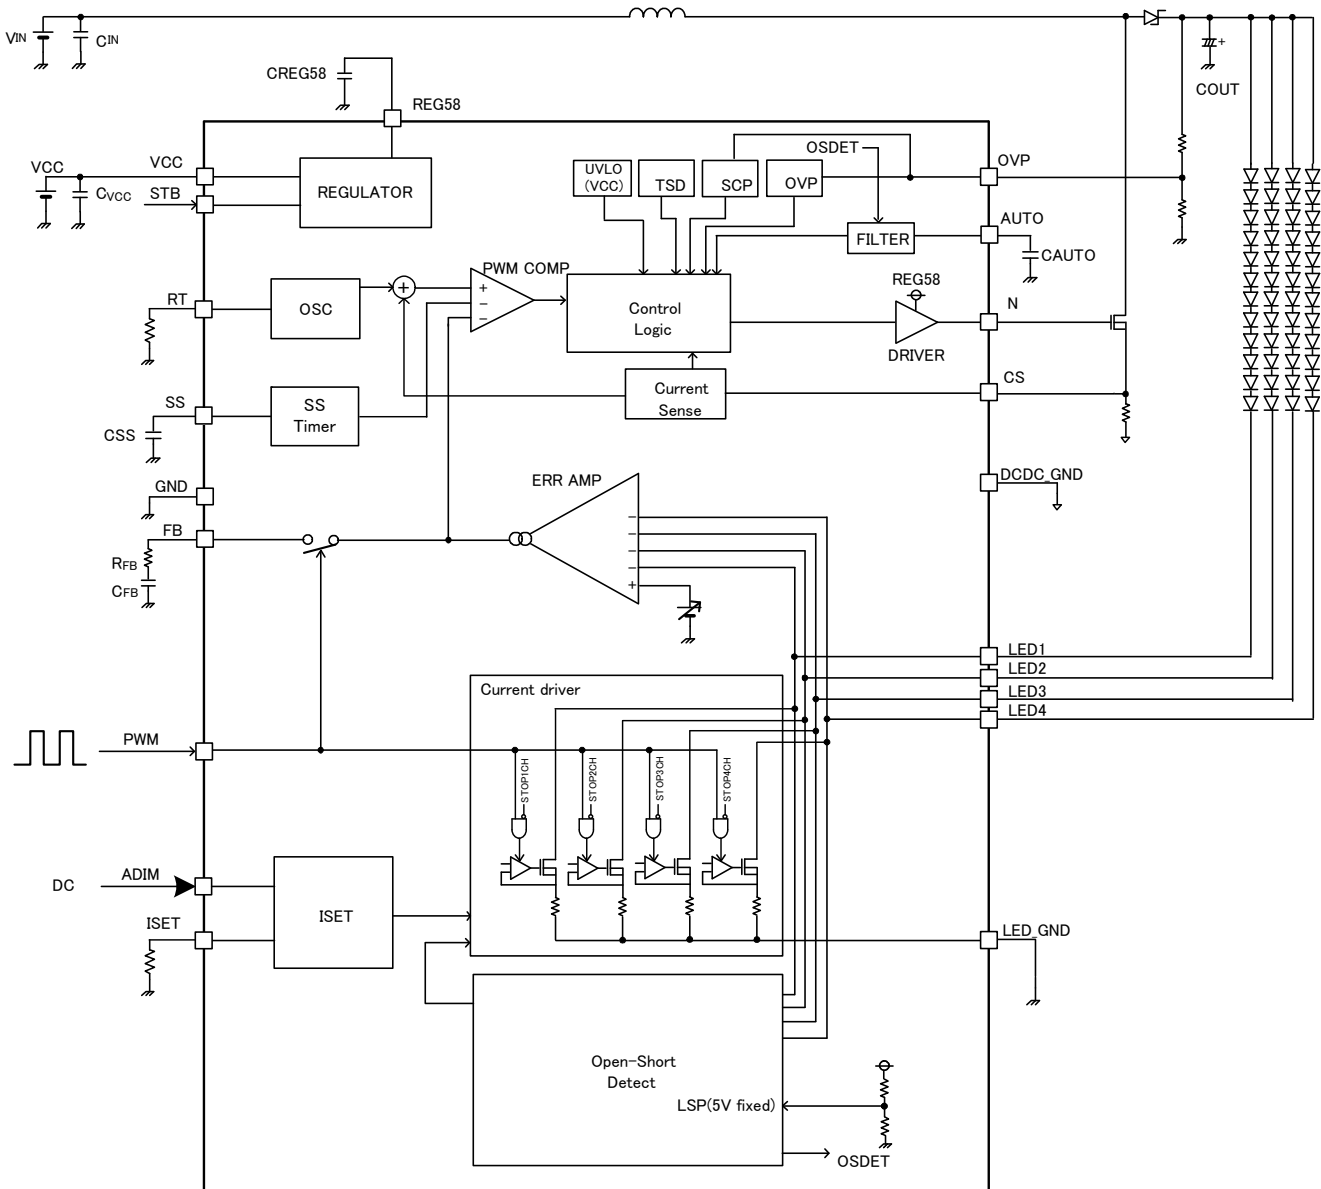 VIN
CIN
COUT
CREG58
REG58
VCC
VCC
CVCC
STB
REGULATOR
UVLO
(VCC)
TSD
SCP
OVP
OSDET
OVP
AUTO
FILTER
CAUTO
REG58
PWM COMP
RT
OSC
+
+
−
−
Control
Logic
DRIVER
N
CS
Current
Sense
SS
CSS
SS
Timer
GND
ERR AMP
DCDC_GND
FB
RFB
CFB
−
−
−
−
+
+
LED1
LED2
LED3
LED4
Current driver
PWM
STOP1CH
STOP2CH
STOP3CH
STOP4CH
DC
ADIM
ISET
ISET
LED_GND
Open-Short
Detect
LSP(5V fixed)
OSDET